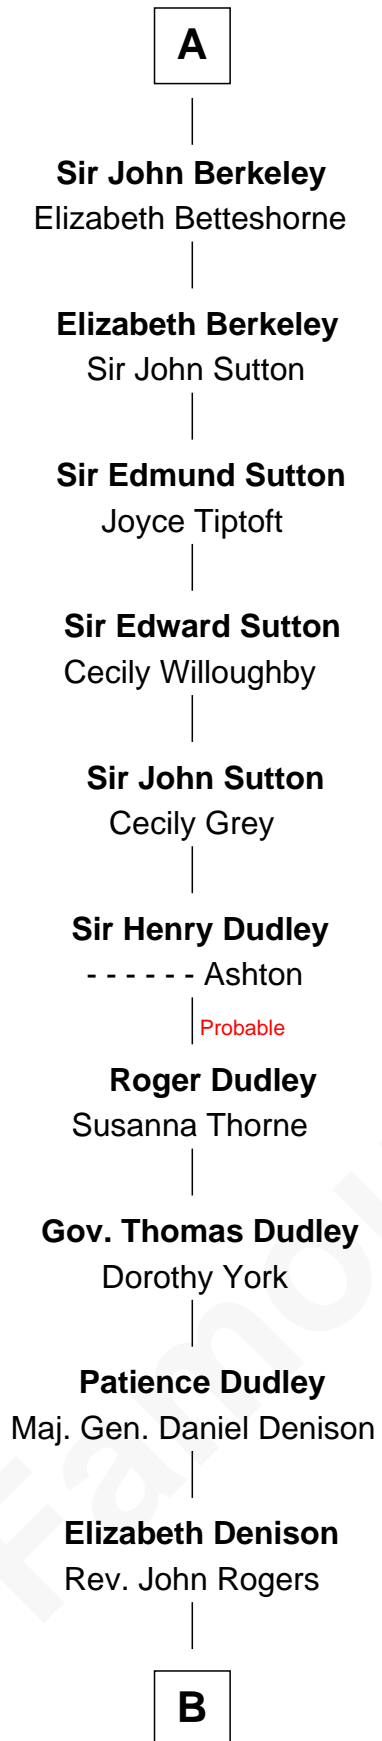 A
Sir John Berkeley
Elizabeth Betteshorne
Elizabeth Berkeley
Sir John Sutton
Sir Edmund Sutton
Joyce Tiptoft
Sir Edward Sutton
Cecily Willoughby
Sir John Sutton
Cecily Grey
Sir Henry Dudley
- - - - - - Ashton
Probable
Roger Dudley
Susanna Thorne
Gov. Thomas Dudley
Dorothy York
Patience Dudley
Maj. Gen. Daniel Denison
Elizabeth Denison
Rev. John Rogers
B